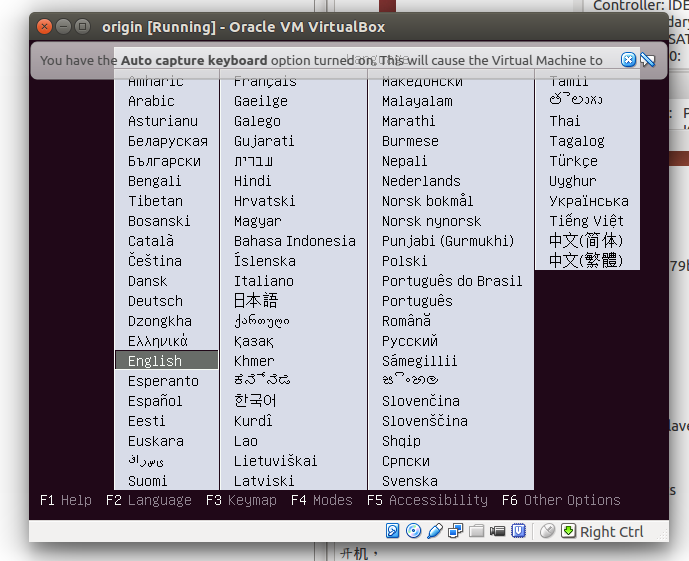 Controller: IDE
origin [Running] - Oracle VM VirtualBox
You have the Auto capture keyboard option turned on. This will cause the Virtual Machine to
Language
Amharic
Arabic
Asturianu
Беларуская
Български
Bengali
Tibetan
Bosanski
Català
Čeština
Dansk
Deutsch
Dzongkha
Ελληνικά
English
Esperanto
Español
Eesti
Euskara
فارسی
Suomi
Français
Gaeilge
Galego
Gujarati
עברית
Hindi
Hrvatski
Magyar
Bahasa Indonesia
Íslenska
Italiano
日本語
ქართული
Қазақ
Khmer
ಕನ್ನಡ
한국어
Kurdî
Lao
Lietuviškai
Latviski
Македонски
Malayalam
Marathi
Burmese
Nepali
Nederlands
Norsk bokmål
Norsk nynorsk
Punjabi (Gurmukhi)
Polski
Português do Brasil
Português
Română
Русский
Sámegillii
සිංහල
Slovenčina
Slovenščina
Shqip
Српски
Svenska
Tamil
తెలుగు
Thai
Tagalog
Türkçe
Uyghur
Українська
Tiếng Việt
中文(简体)
中文(繁體)
F1 Help F2 Language F3 Keymap F4 Modes F5 Accessibility F6 Other Options
Right Ctrl
开机，